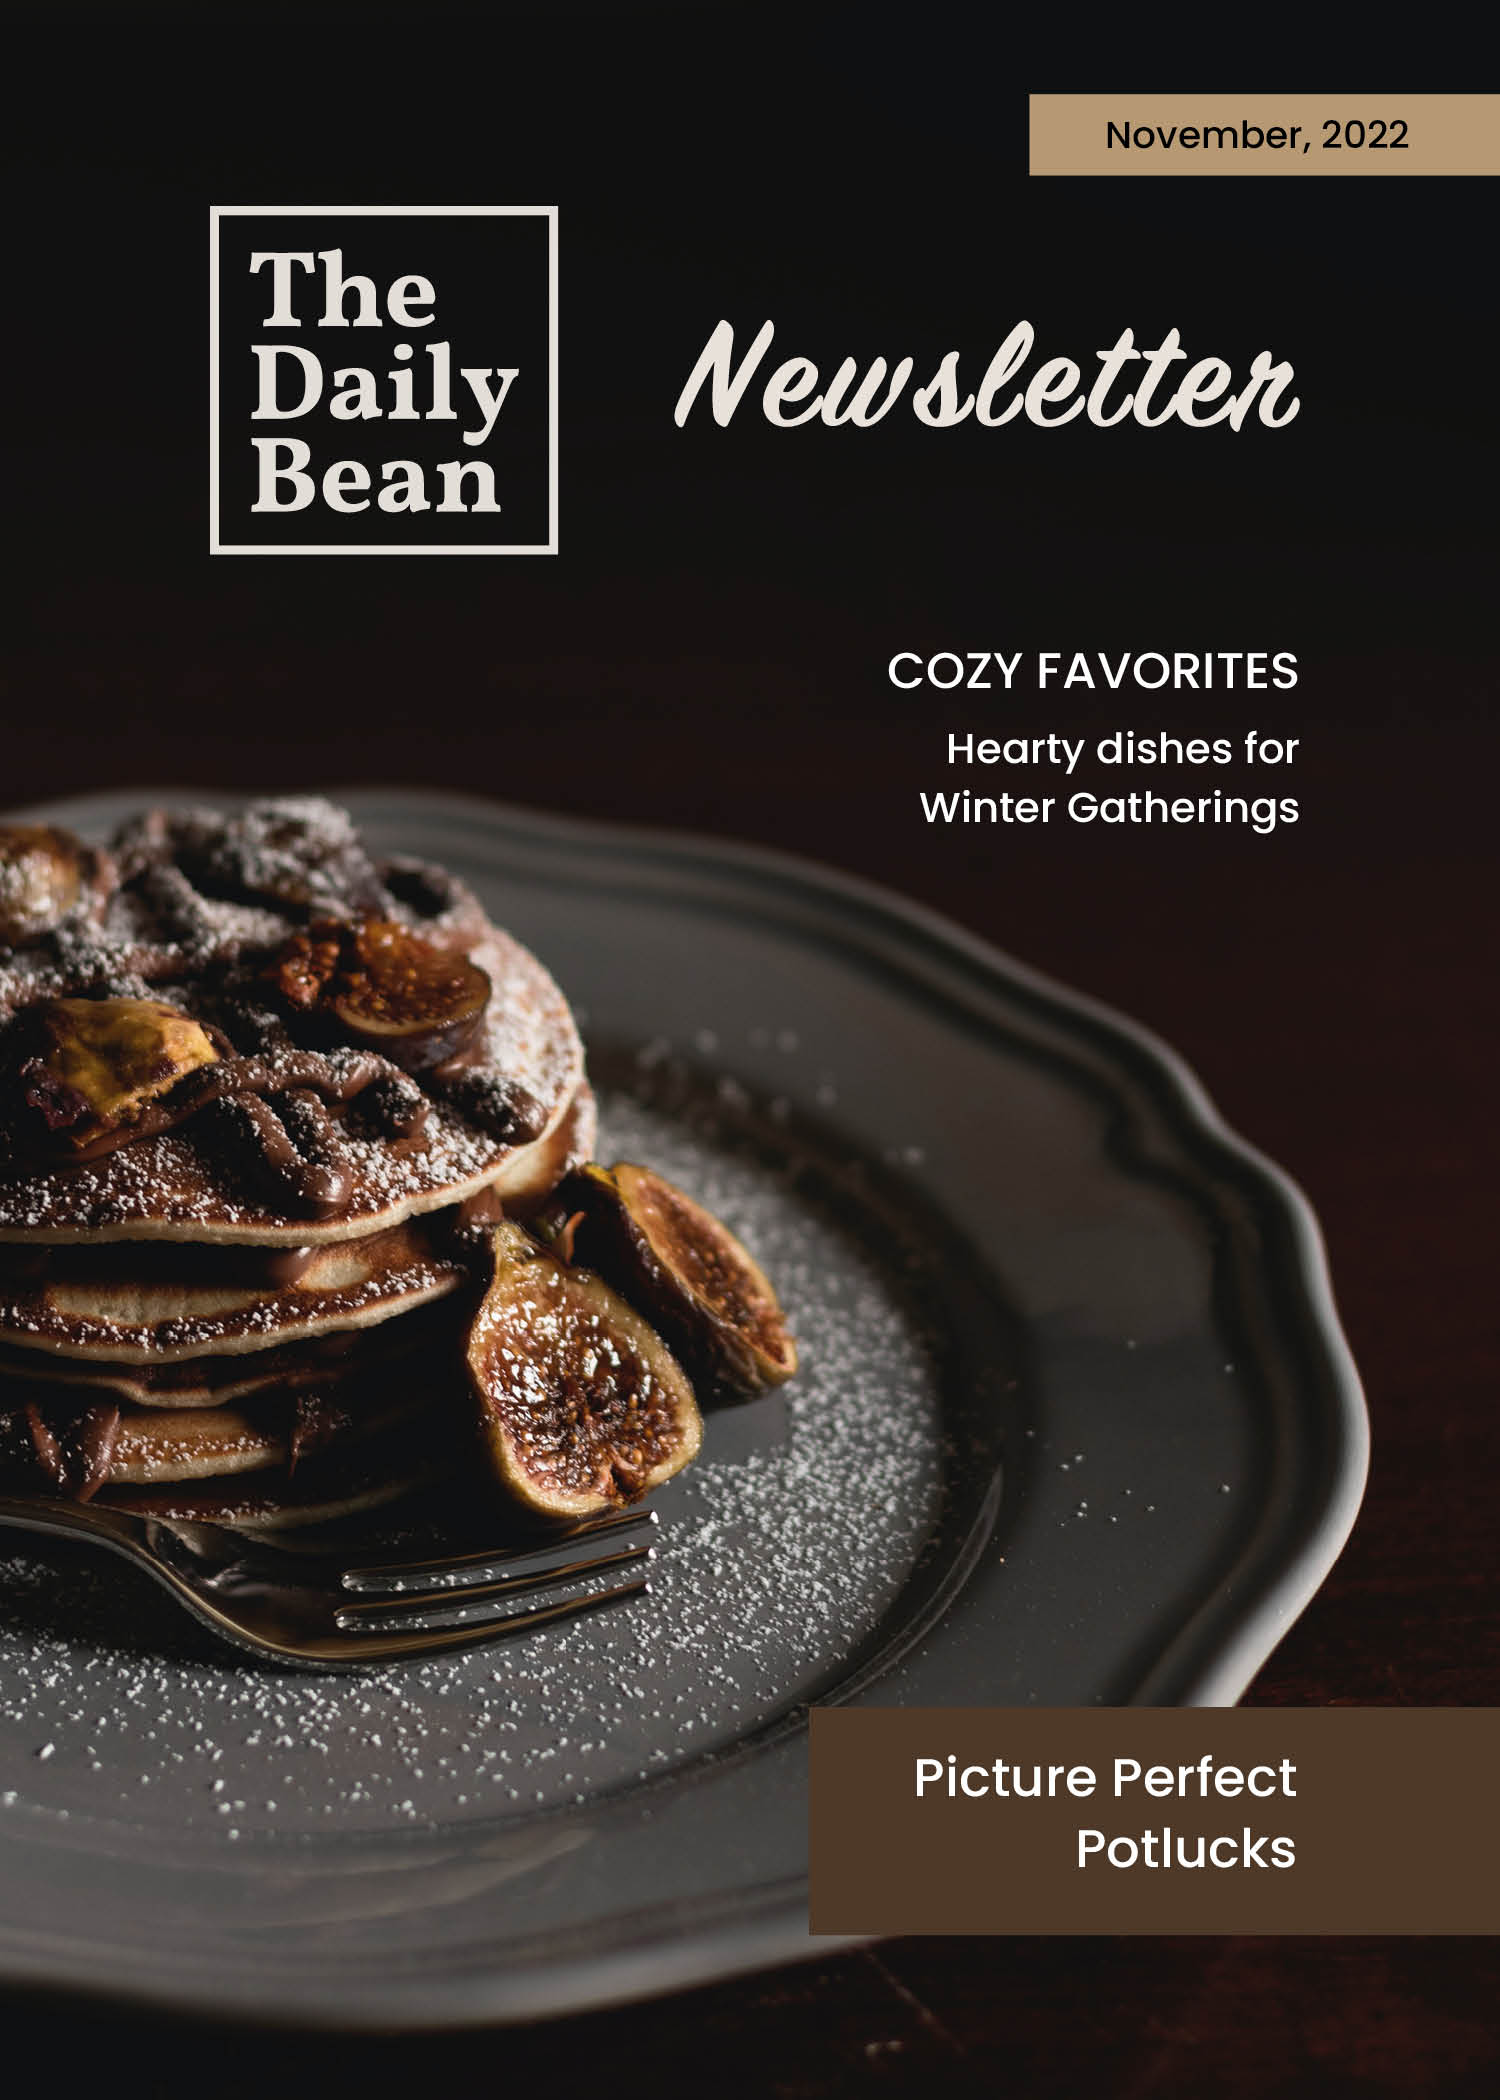 November, 2022
The
Daily
Bean
Newsletter
COZY FAVORITES
Hearty dishes for
Winter Gatherings
Picture Perfect
Potlucks